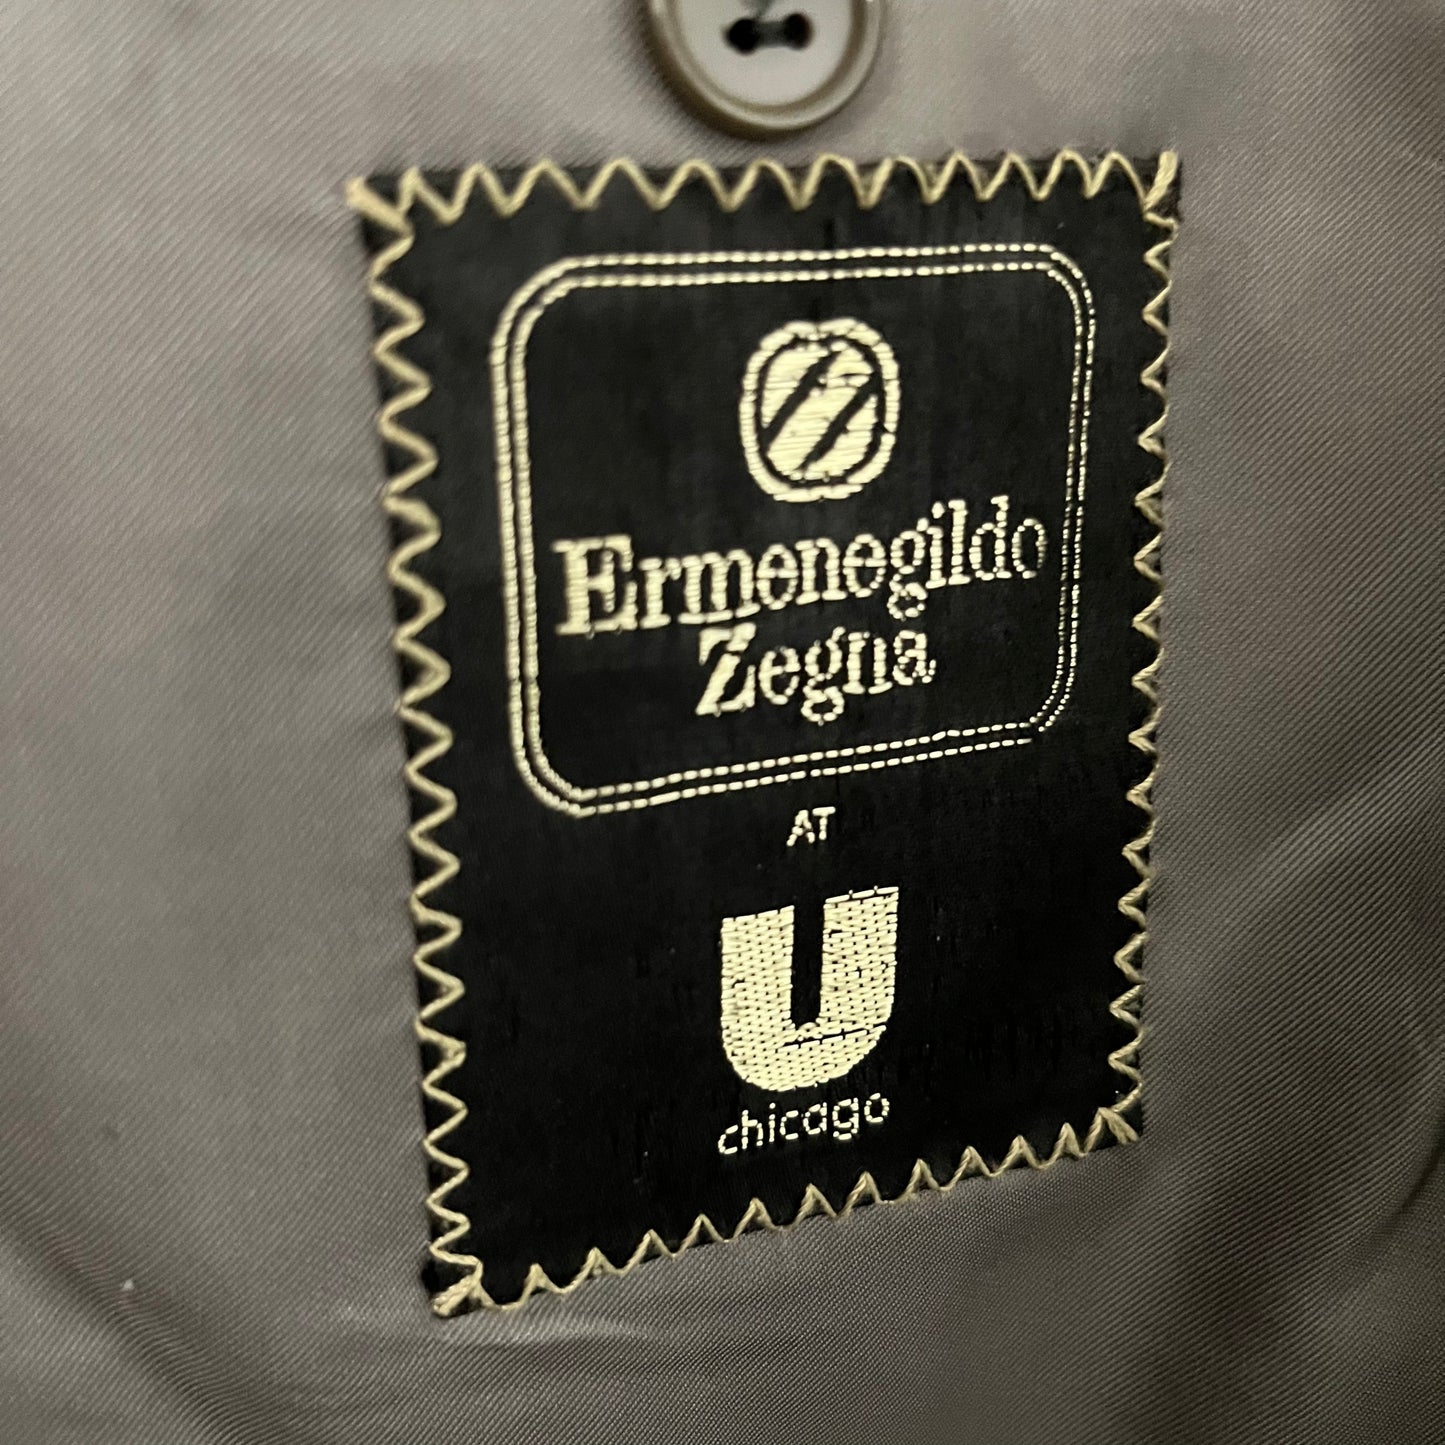 Ermenegildo
Zegna
AT
U
chicago